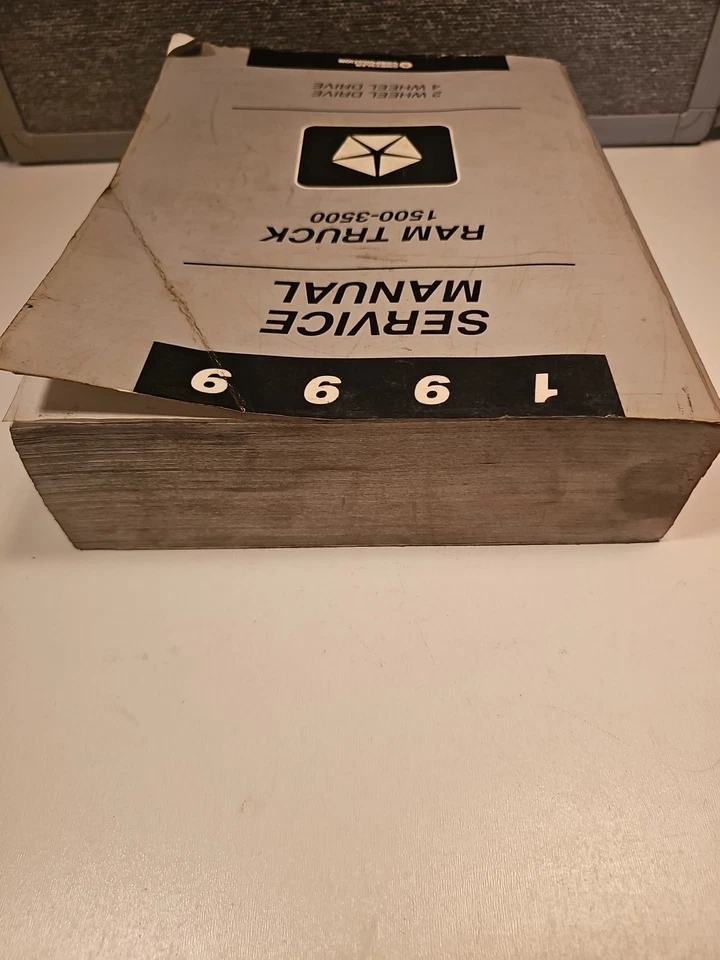 1999
SERVICE
MANUAL
RAM TRUCK
1500-3500
2 WHEEL DRIVE
4 WHEEL DRIVE